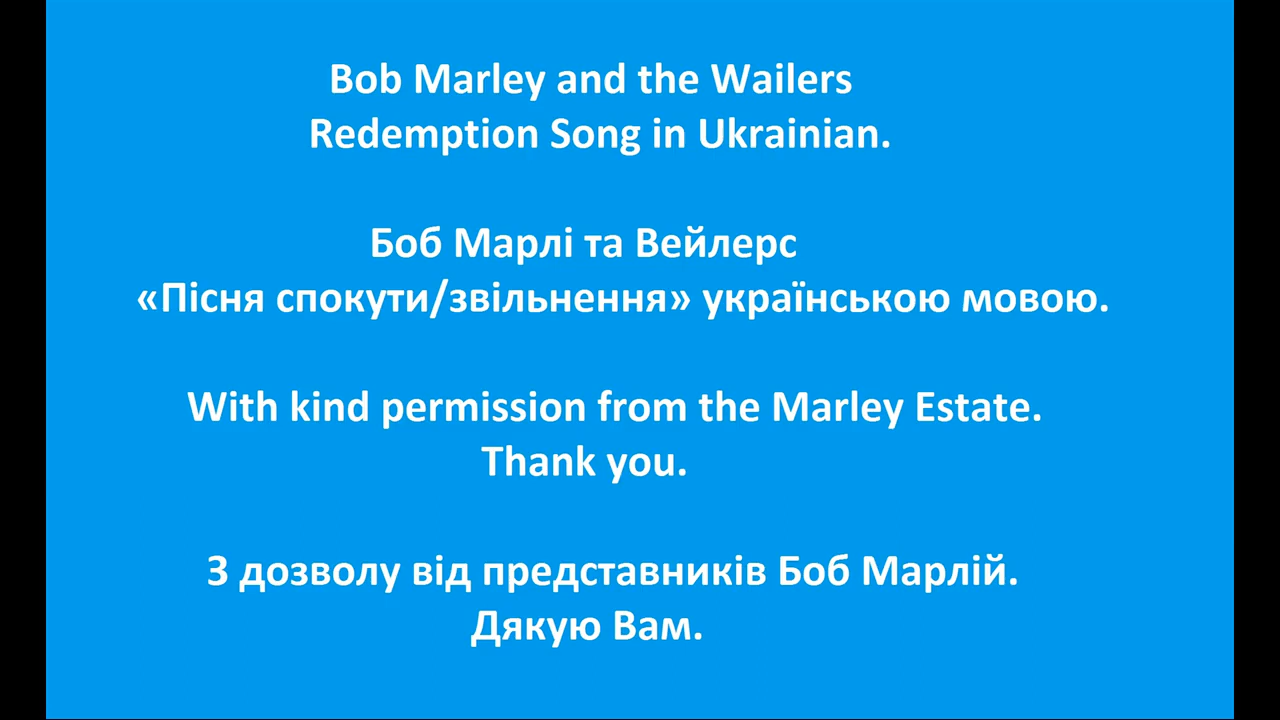 Bob Marley and the Wailers
Redemption Song in Ukrainian.
Боб Марлі та Вейлерс
«Пісня спокути/звільнення» українською мовою.
With kind permission from the Marley Estate.
Thank you.
З дозволу від представників Боб Марлій.
Дякую Вам.